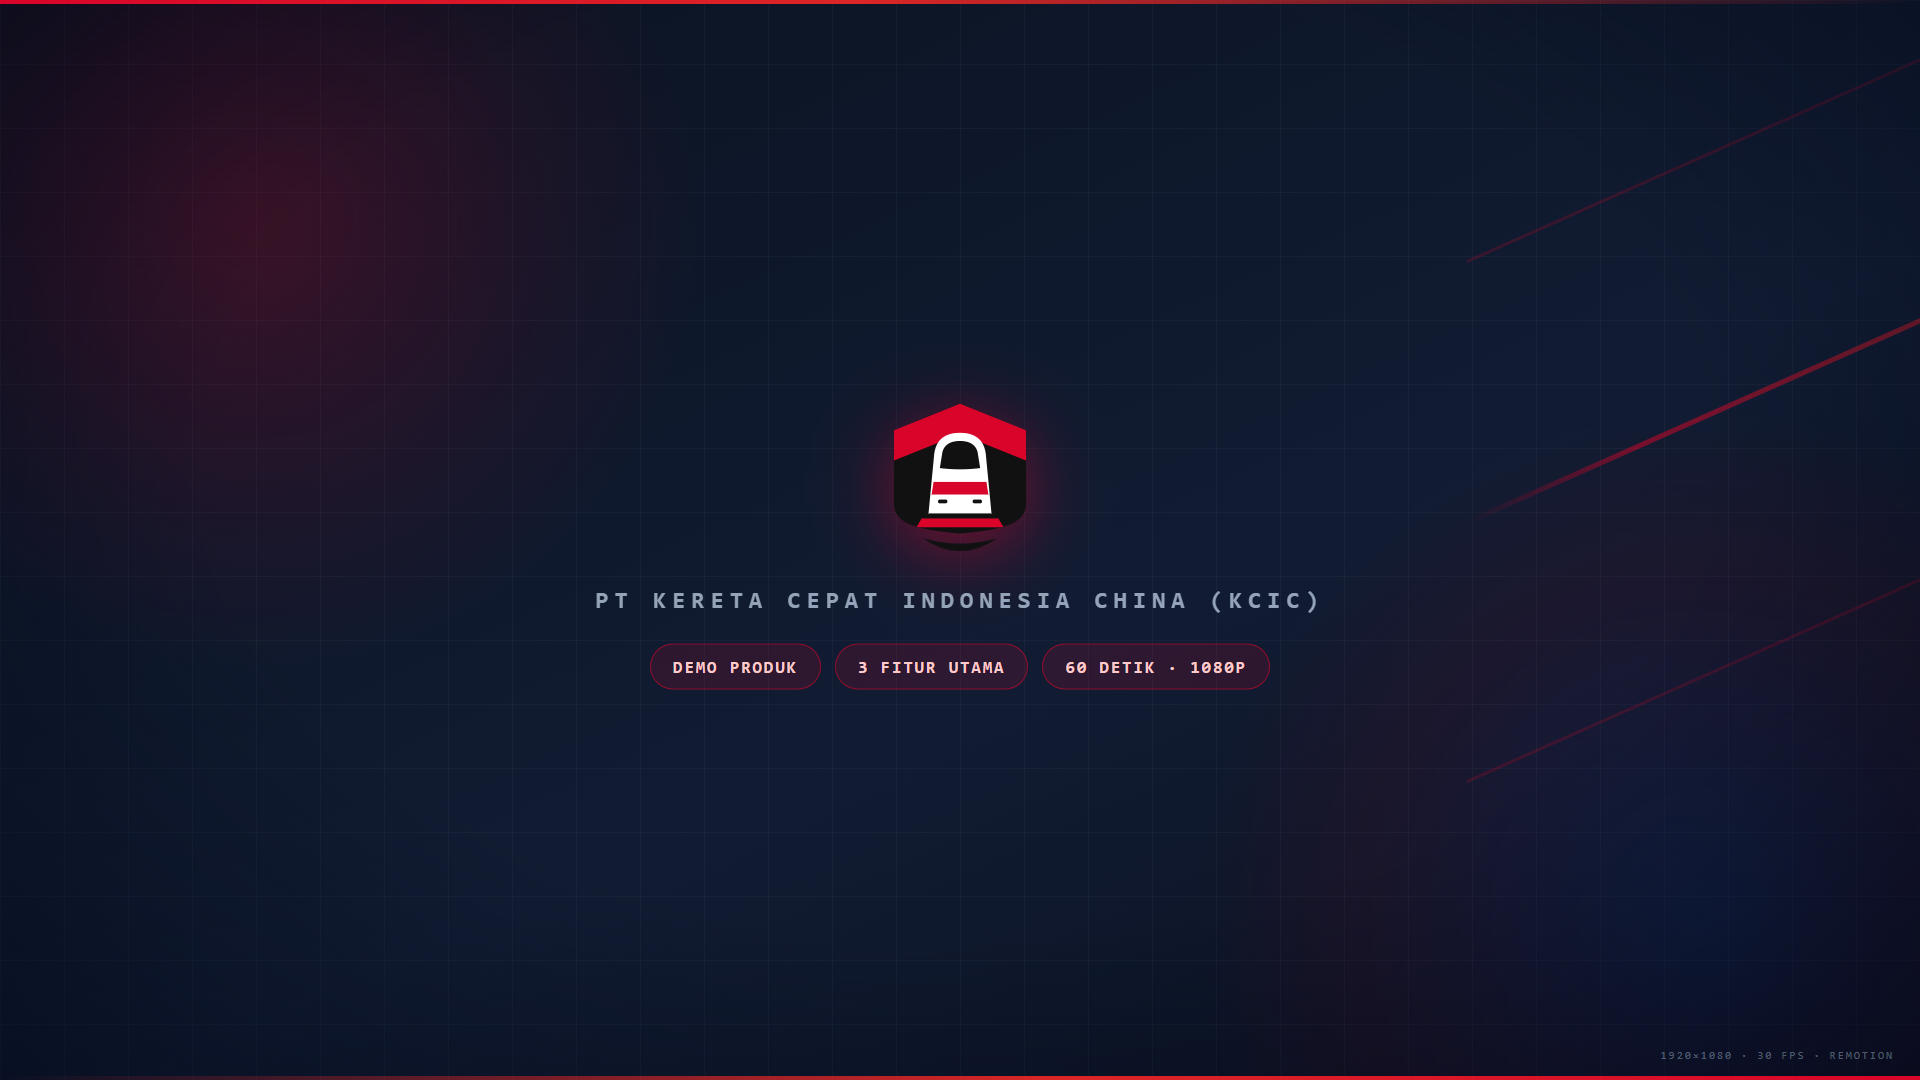 PT KERETA CEPAT INDONESIA CHINA (KCIC)
DEMO PRODUK 3 FITUR UTAMA 60 DETIK · 1080P
1920×1080 · 30 FPS · REMOTION